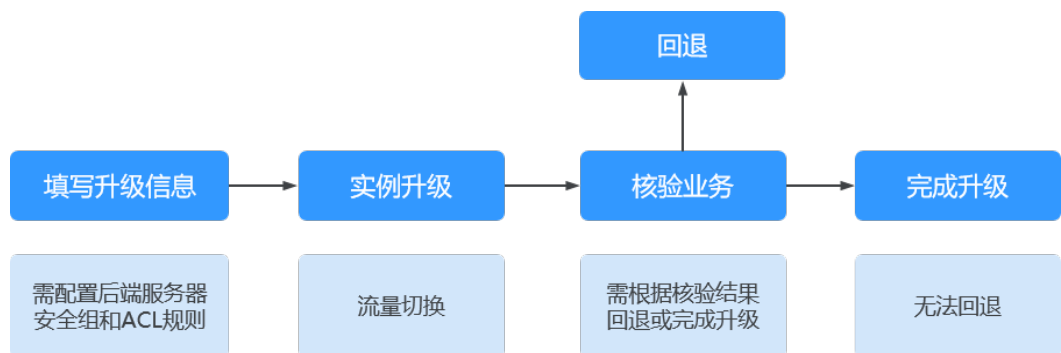 回退
填写升级信息
实例升级
核验业务
完成升级
需配置后端服务器
安全组和ACL规则
流量切换
需根据核验结果
回退或完成升级
无法回退